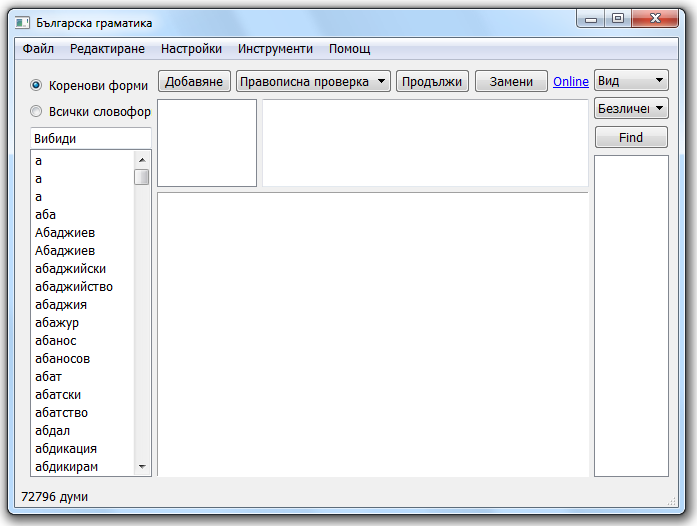 Българска граматика
Файл Редактиране Настройки Инструменти Помощ
Коренови форми
Всички словофор
Вибиди
Добавяне Правописна проверка Продължи Замени Online
Вид
Безличен
Find
а
а
а
аба
Абаджиев
Абаджиев
абаджийски
абаджийство
абаджия
абажур
абанос
абаносов
абат
абатски
абатство
абдал
абдикация
абдикирам
72796 думи